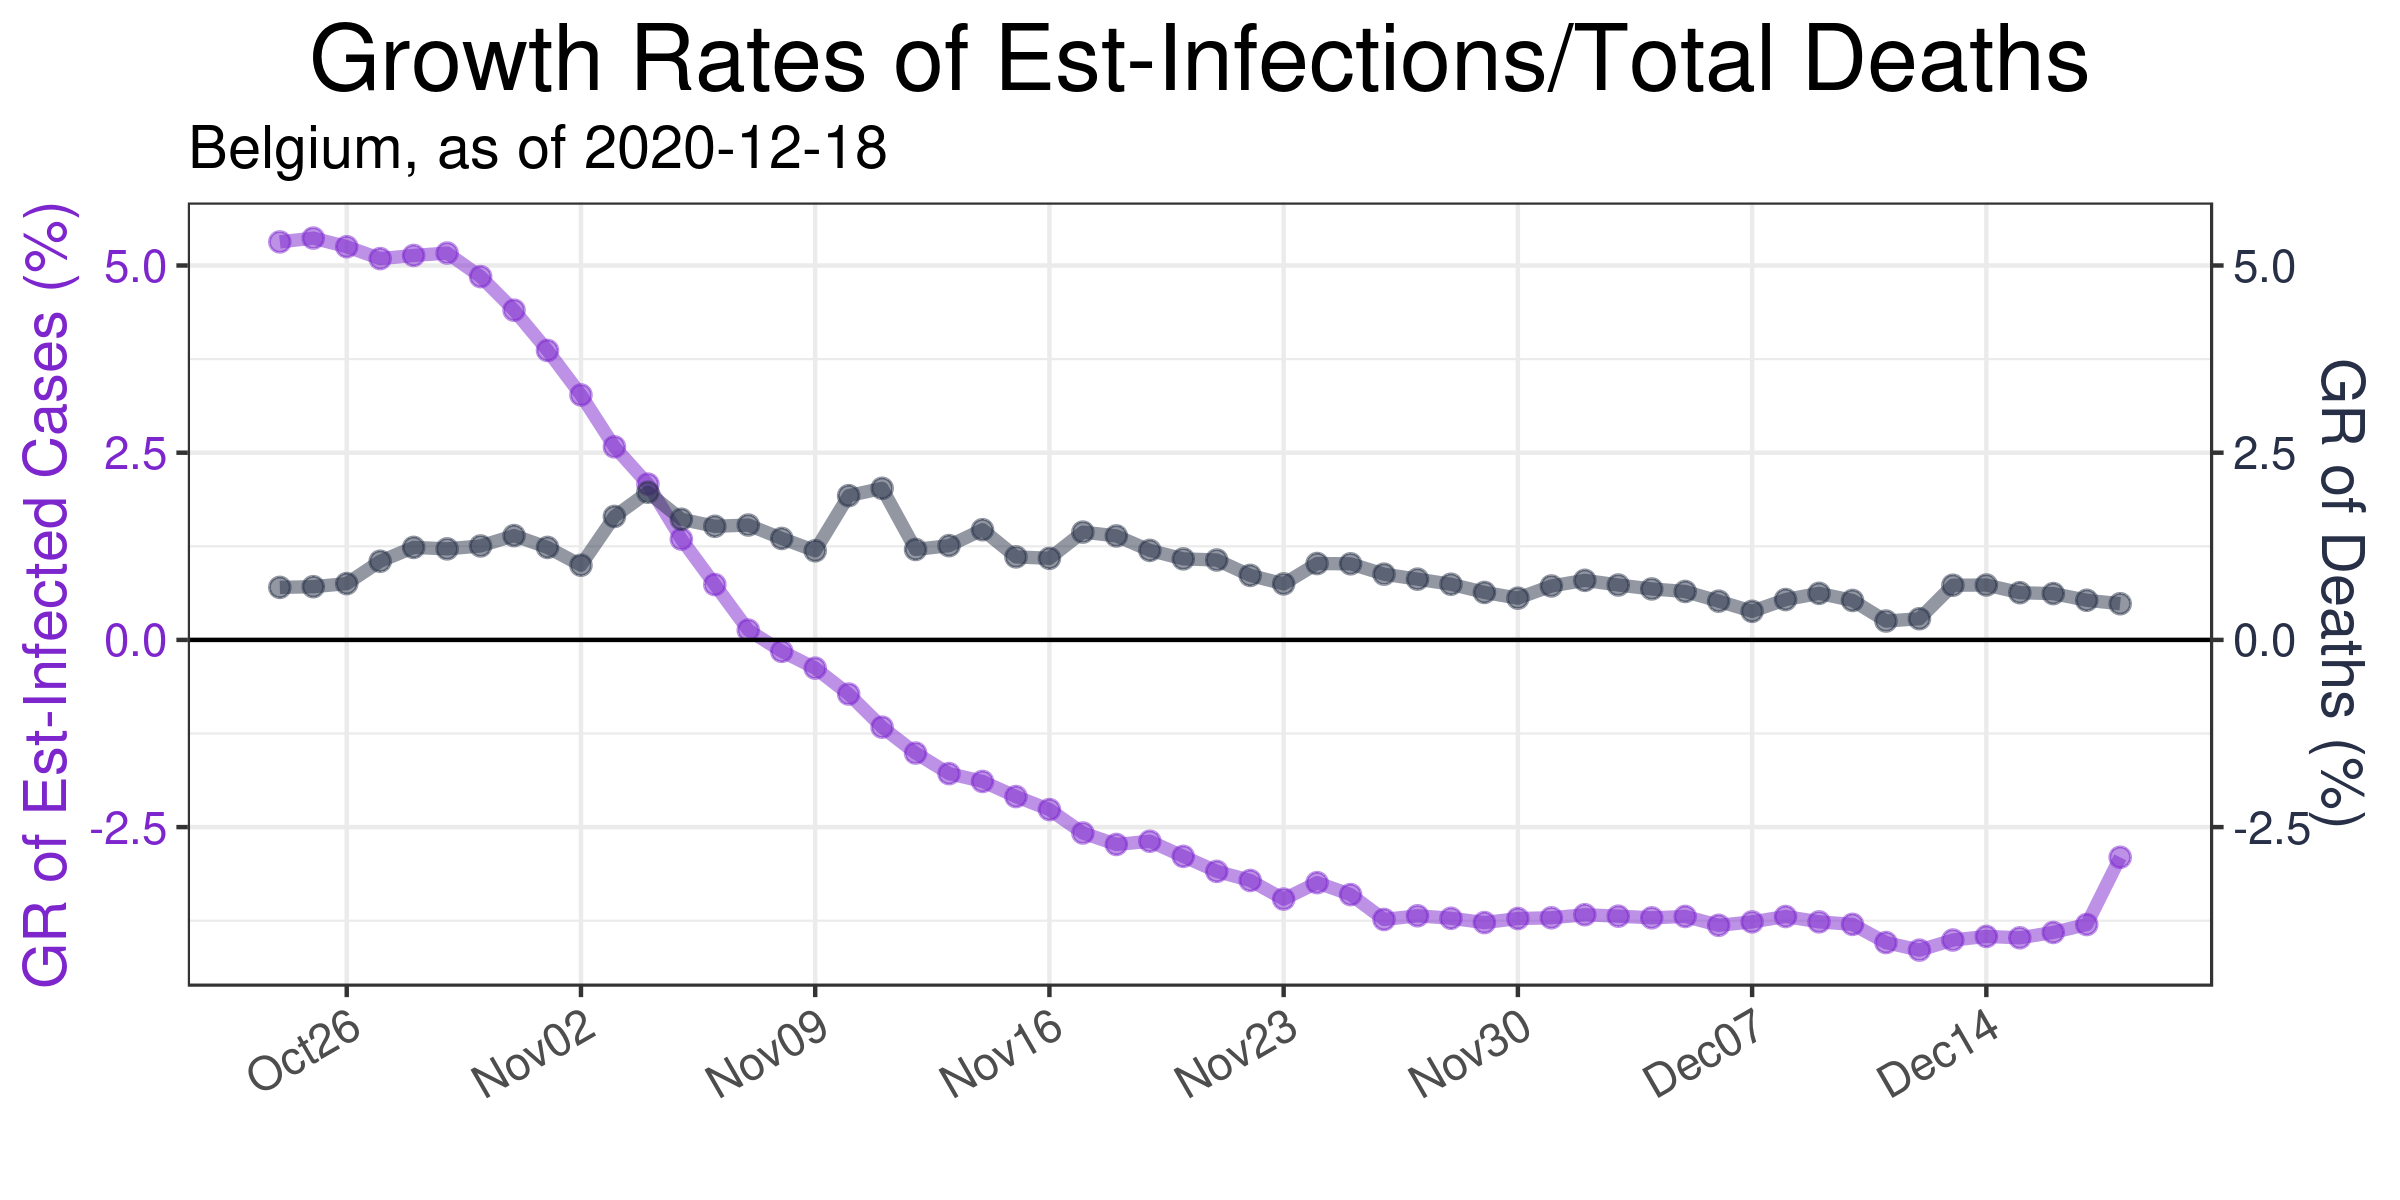 Growth Rates of Est-Infections/Total Deaths
Belgium, as of 2020-12-18
GR of Est-Infected Cases (%)
5.0
2.5
0.0
-2.5
5.0
2.5
0.0
-2.5
GR of Deaths (%)
Oct26
Nov02
Nov09
Nov16
Nov23
Nov30
Dec07
Dec14